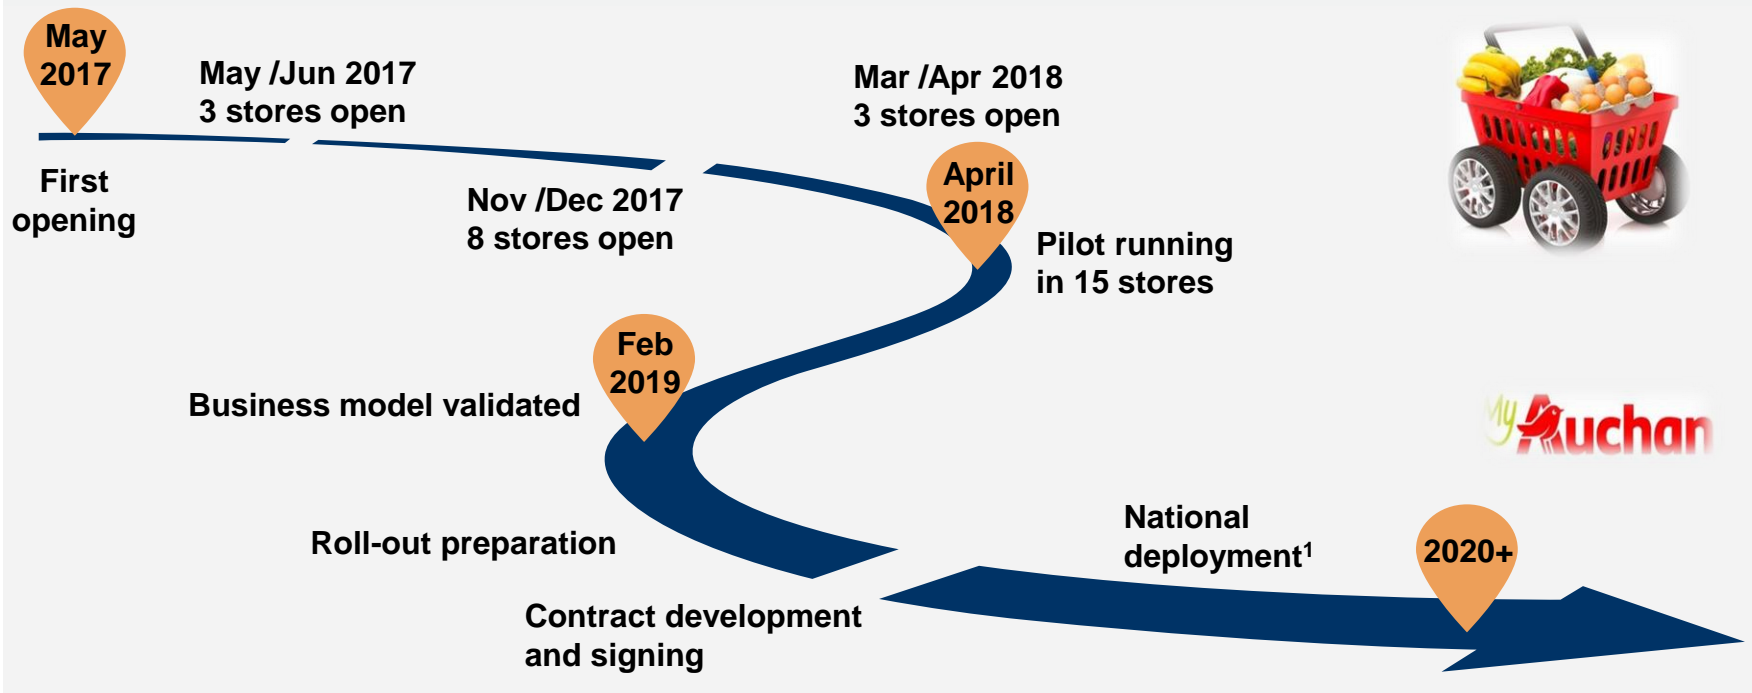 May
2017
May /Jun 2017
3 stores open
Mar /Apr 2018
3 stores open
First
opening
Nov /Dec 2017
8 stores open
April
2018
Pilot running
in 15 stores
Feb
2019
Business model validated
My Auchan
Roll-out preparation
National
deployment¹
2020+
Contract development
and signing